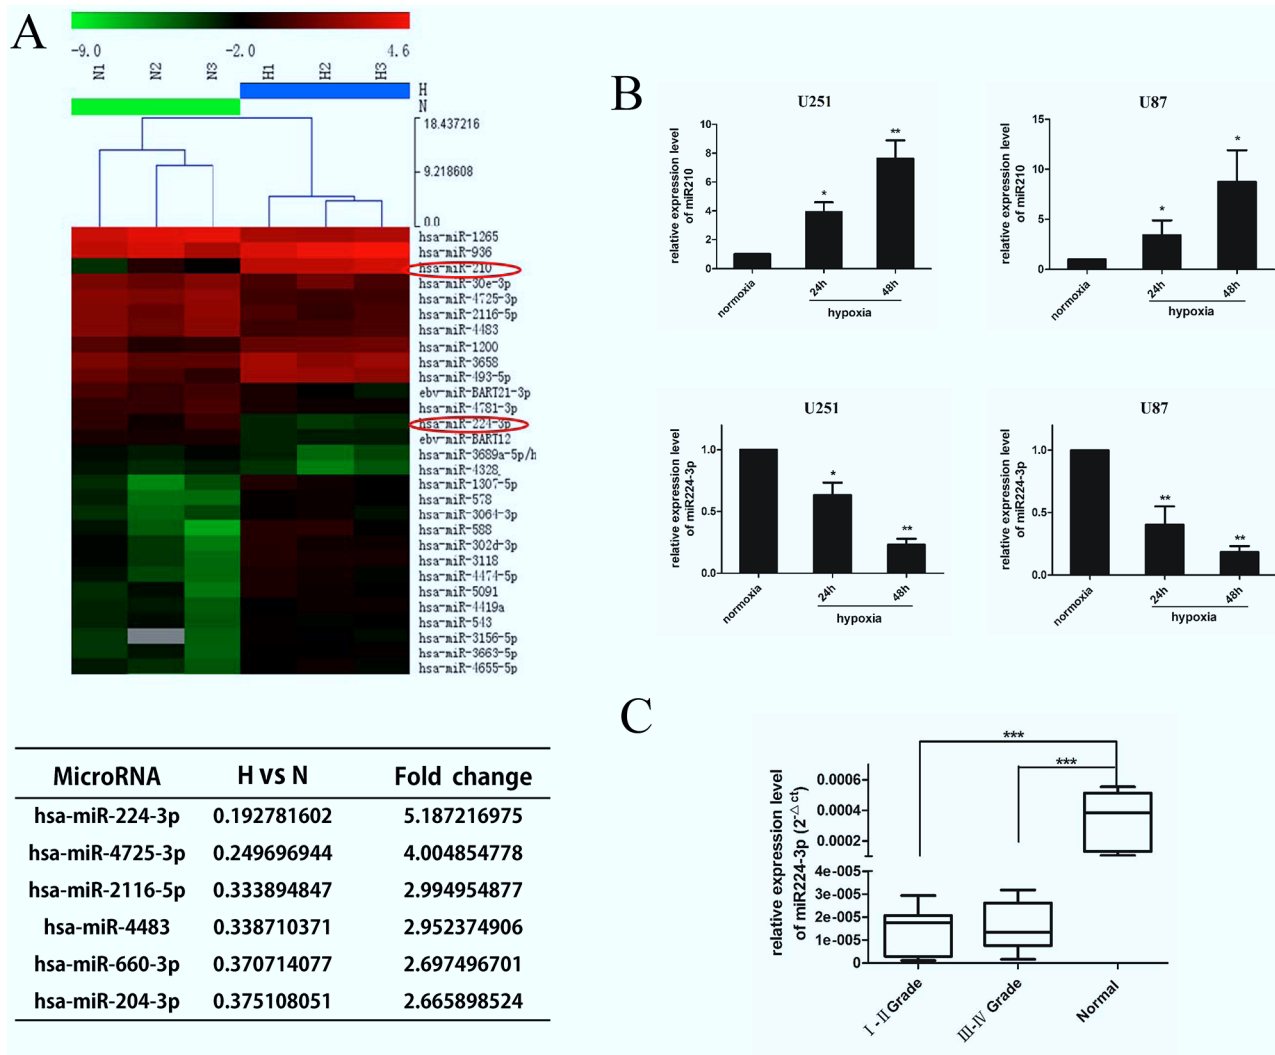 A
-9.0 -2.0 4.6
N1 N2 N3 H1 H2 H3
H
N
18.437216
9.218608
0.0
hsa-miR-1265
hsa-miR-936
hsa-miR-210
hsa-miR-30e-3p
hsa-miR-4725-3p
hsa-miR-2116-5p
hsa-miR-4483
hsa-miR-1200
hsa-miR-3658
hsa-miR-493-5p
ebv-miR-BART21-3p
hsa-miR-4781-3p
hsa-miR-224-3p
ebv-miR-BART12
hsa-miR-3689a-5p/h
hsa-miR-4328
hsa-miR-1307-5p
hsa-miR-578
hsa-miR-3064-3p
hsa-miR-588
hsa-miR-302d-3p
hsa-miR-3118
hsa-miR-4474-5p
hsa-miR-5091
hsa-miR-4419a
hsa-miR-543
hsa-miR-3156-5p
hsa-miR-3663-5p
hsa-miR-4655-5p
MicroRNA H vs N Fold change
hsa-miR-224-3p 0.192781602 5.187216975
hsa-miR-4725-3p 0.249696944 4.004854778
hsa-miR-2116-5p 0.333894847 2.994954877
hsa-miR-4483 0.338710371 2.952374906
hsa-miR-660-3p 0.370714077 2.697496701
hsa-miR-204-3p 0.375108051 2.665898524
B
U251
relative expression level
of miR210
10
8
6
4
2
0
*
**
normoxia 24h 48h
hypoxia
U87
relative expression level
of miR210
15
10
5
0
*
*
normoxia 24h 48h
hypoxia
U251
relative expression level
of miR224-3p
1.0
0.5
0.0
*
**
normoxia 24h 48h
hypoxia
U87
relative expression level
of miR224-3p
1.0
0.5
0.0
**
**
normoxia 24h 48h
hypoxia
C
relative expression level
of miR224-3p (2^-△ct)
***
***
0.0006
0.0004
0.0002
4e-005
3e-005
2e-005
1e-005
0
Ⅰ-Ⅱ Grade Ⅲ-Ⅳ Grade Normal